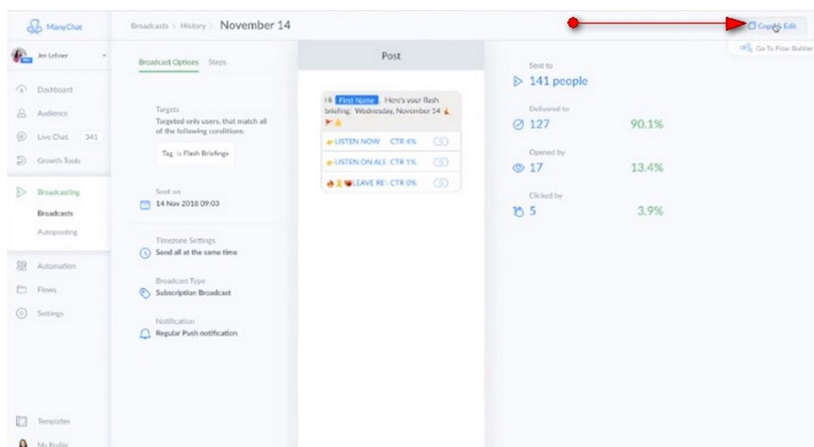 ManyChat
Broadcasts > History > November 14
Copy & Edit
Go To Flow Builder
Jen Lehner
Dashboard
Audience
Live Chat 341
Growth Tools
Broadcasting
Broadcasts
Autoposting
Automation
Flows
Settings
Templates
My Profile
Broadcast Options Steps
Targets
Targeted only users, that match all
of the following conditions:
Tag is Flash Briefings
Sent on
14 Nov 2018 09:03
Timezone Settings
Send all at the same time
Broadcast Type
Subscription Broadcast
Notification
Regular Push notification
Post
Hi First Name , Here's your flash
briefing: Wednesday, November 14
LISTEN NOW CTR 4%
LISTEN ON ALE CTR 1%
LEAVE RE CTR 0%
Sent to
141 people
Delivered to
127 90.1%
Opened by
17 13.4%
Clicked by
5 3.9%